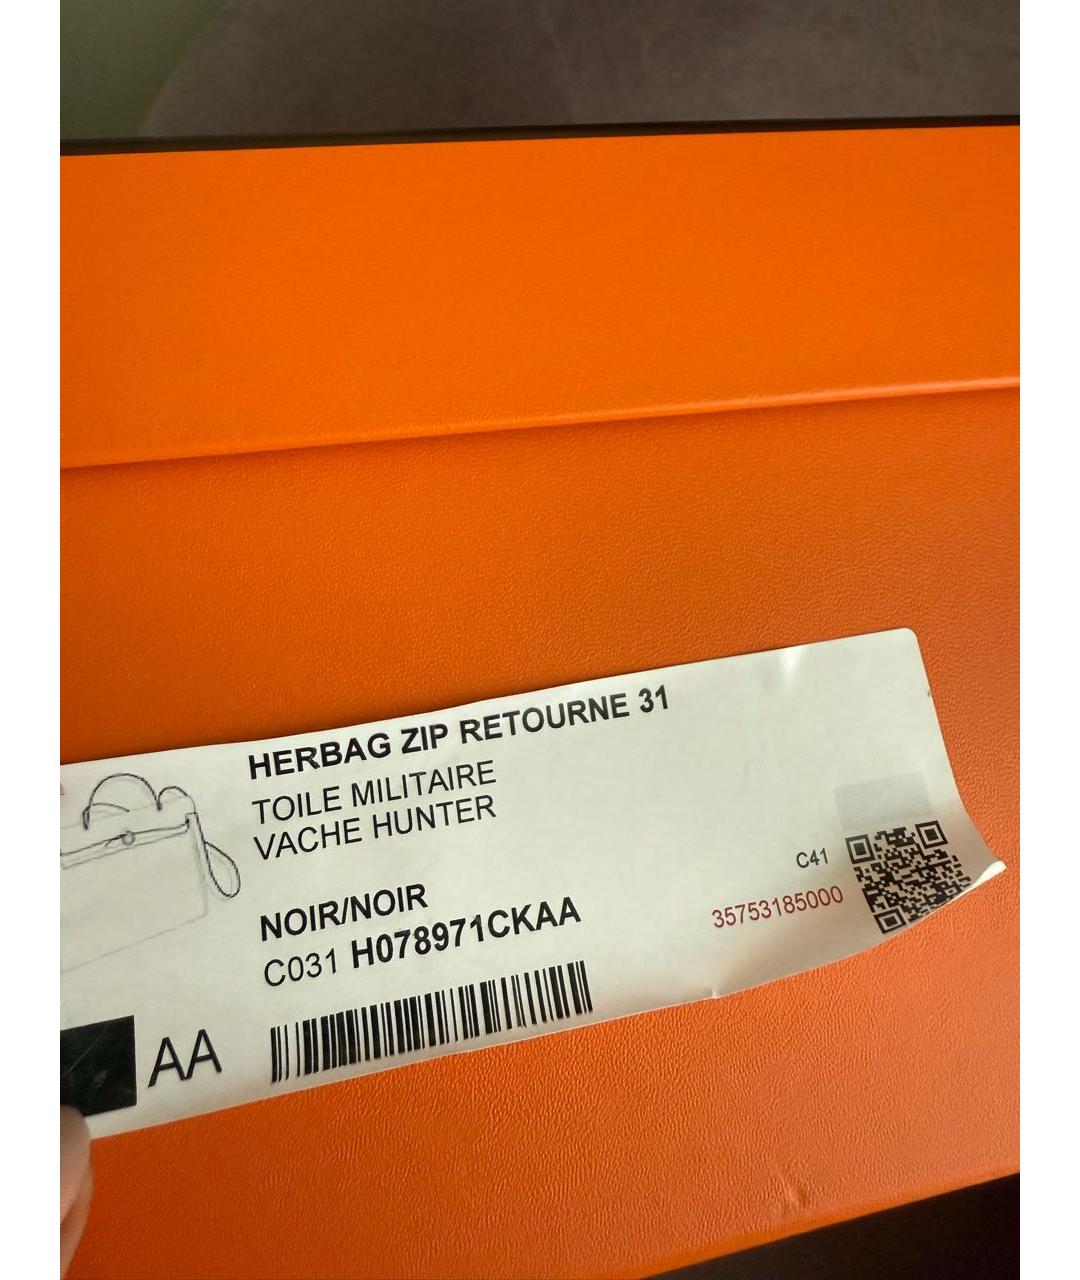 HERBAG ZIP RETOURNE 31
TOILE MILITAIRE
VACHE HUNTER
NOIR/NOIR
C031 H078971CKAA
C41
35753185000
AA